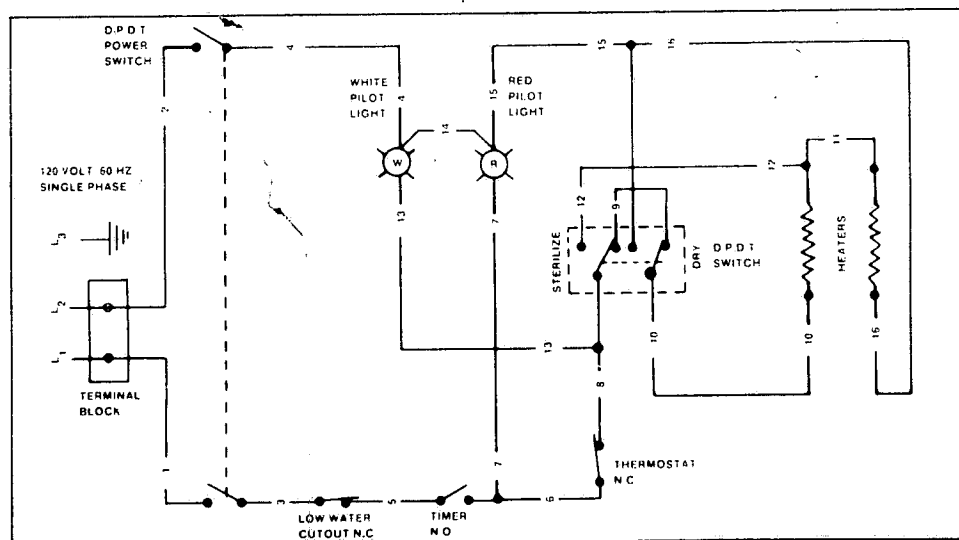 D.P.D.T
POWER
SWITCH
4
15
16
2
WHITE
PILOT
LIGHT
4
15
RED
PILOT
LIGHT
14
W
R
11
12
120 VOLT 60 HZ
SINGLE PHASE
13
7
12
9
L3
STERILIZE
DRY
D.P.D.T
SWITCH
HEATERS
L2
10
10
16
13
L1
8
TERMINAL
BLOCK
1
7
THERMOSTAT
N.C
3
5
6
LOW WATER
CUTOUT N.C
TIMER
N O